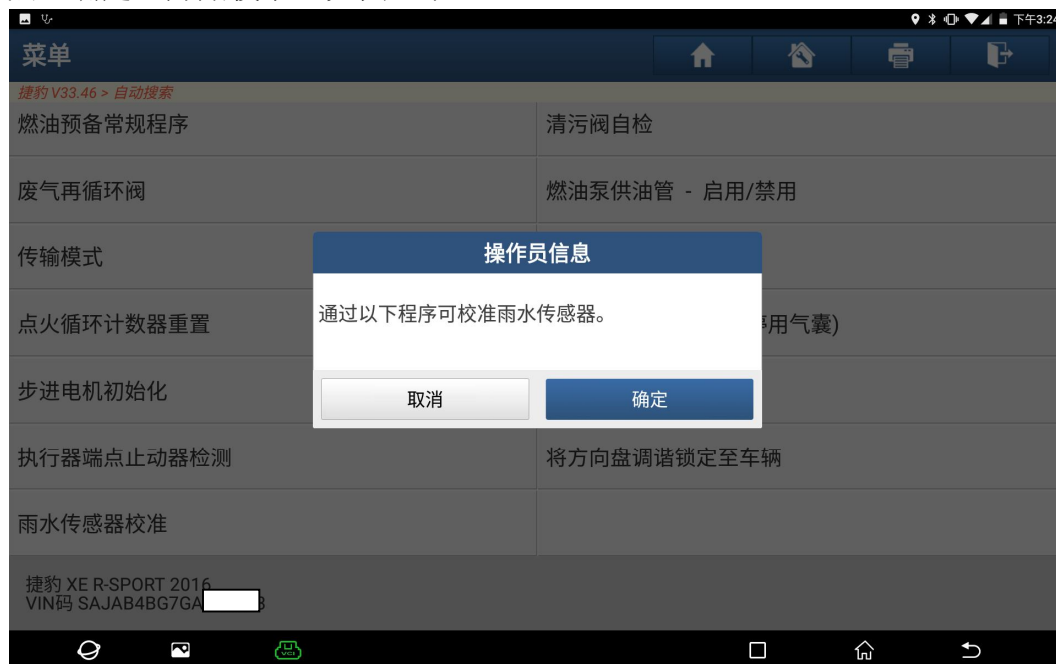 下午3:24
菜单
捷豹 V33.46 > 自动搜索
燃油预备常规程序
清污阀自检
废气再循环阀
燃油泵供油管 - 启用/禁用
传输模式
操作员信息
通过以下程序可校准雨水传感器。
点火循环计数器重置
用气囊)
步进电机初始化
取消
确定
执行器端点止动器检测
将方向盘调谐锁定至车辆
雨水传感器校准
捷豹 XE R-SPORT 2016
VIN码 SAJAB4BG7GA
VCI